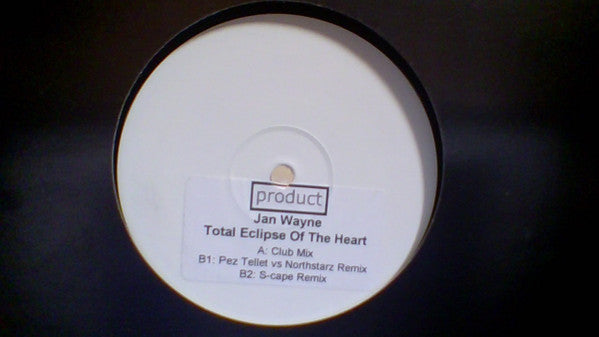 product
Jan Wayne
Total Eclipse Of The Heart
A: Club Mix
B1: Pez Tellet vs Northstarz Remix
B2: S-cape Remix